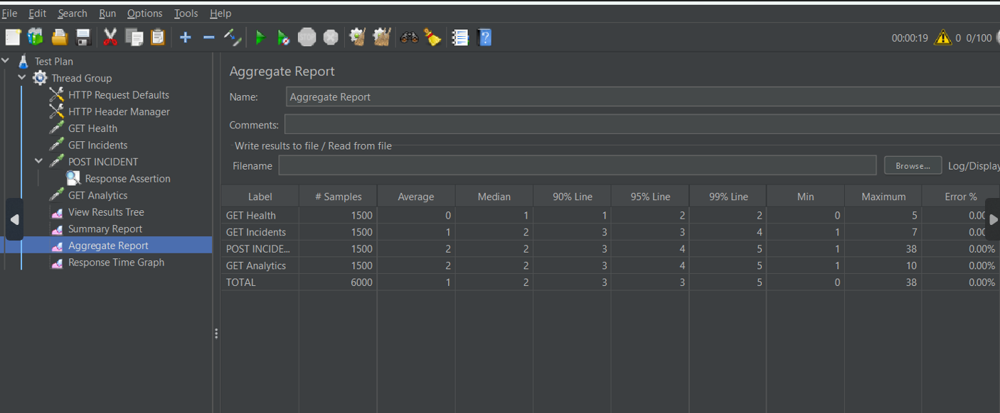 File Edit Search Run Options Tools Help
00:00:19 0 0/100
Test Plan
Thread Group
HTTP Request Defaults
HTTP Header Manager
GET Health
GET Incidents
POST INCIDENT
Response Assertion
GET Analytics
View Results Tree
Summary Report
Aggregate Report
Response Time Graph
Aggregate Report
Name: Aggregate Report
Comments:
Write results to file / Read from file
Filename Browse... Log/Display
Label # Samples Average Median 90% Line 95% Line 99% Line Min Maximum Error %
GET Health 1500 0 1 1 2 2 0 5 0.00
GET Incidents 1500 1 2 3 3 4 1 7 0.00
POST INCIDE... 1500 2 2 3 4 5 1 38 0.00%
GET Analytics 1500 2 2 3 4 5 1 10 0.00%
TOTAL 6000 1 2 3 3 5 0 38 0.00%